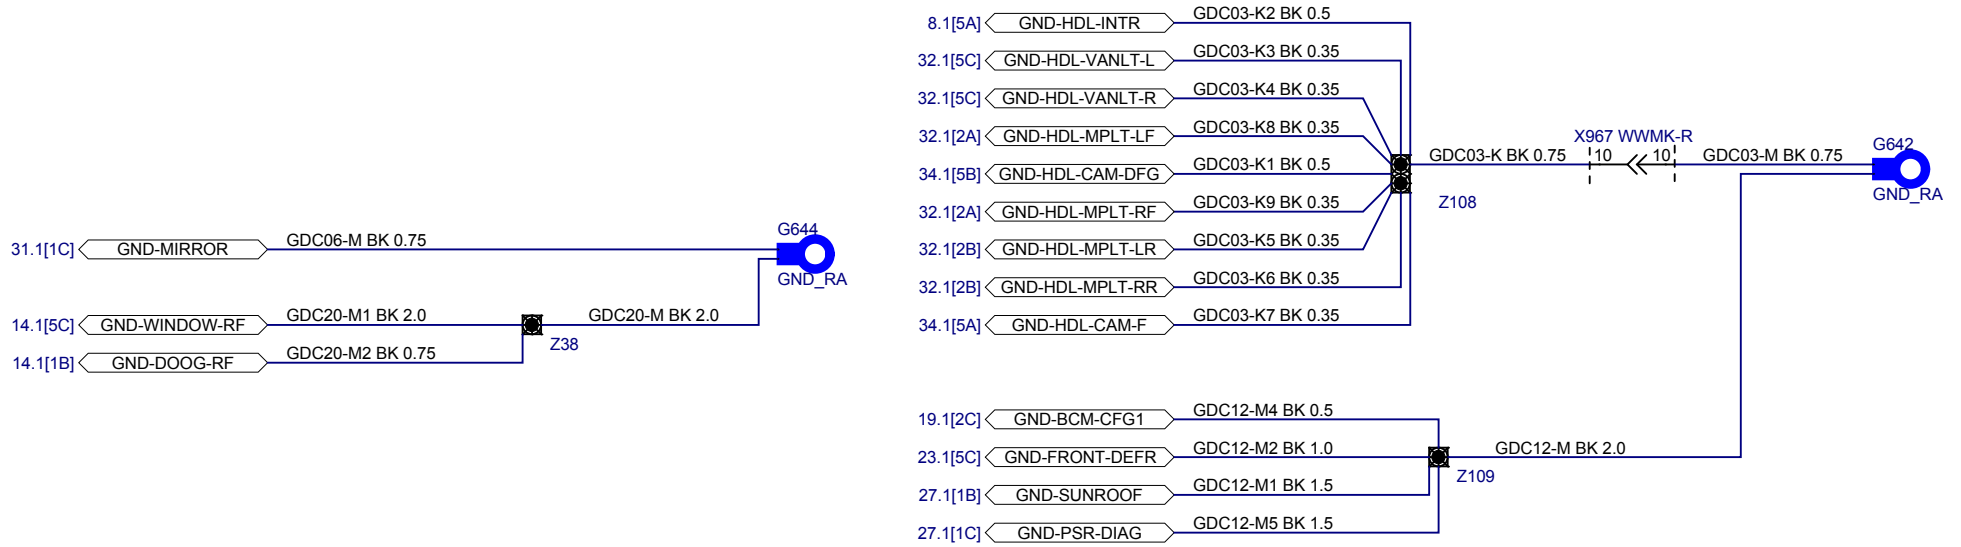 31.1[1C] GND-MIRROR GDC06-M BK 0.75
G644
GND_RA
14.1[5C] GND-WINDOW-RF GDC20-M1 BK 2.0
GDC20-M BK 2.0
Z38
14.1[1B] GND-DOOG-RF GDC20-M2 BK 0.75
8.1[5A] GND-HDL-INTR GDC03-K2 BK 0.5
32.1[5C] GND-HDL-VANLT-L GDC03-K3 BK 0.35
32.1[5C] GND-HDL-VANLT-R GDC03-K4 BK 0.35
32.1[2A] GND-HDL-MPLT-LF GDC03-K8 BK 0.35
34.1[5B] GND-HDL-CAM-DFG GDC03-K1 BK 0.5
32.1[2A] GND-HDL-MPLT-RF GDC03-K9 BK 0.35
32.1[2B] GND-HDL-MPLT-LR GDC03-K5 BK 0.35
32.1[2B] GND-HDL-MPLT-RR GDC03-K6 BK 0.35
34.1[5A] GND-HDL-CAM-F GDC03-K7 BK 0.35
Z108
GDC03-K BK 0.75
X967 WWMK-R
10 10
GDC03-M BK 0.75
G642
GND_RA
19.1[2C] GND-BCM-CFG1 GDC12-M4 BK 0.5
23.1[5C] GND-FRONT-DEFR GDC12-M2 BK 1.0
27.1[1B] GND-SUNROOF GDC12-M1 BK 1.5
27.1[1C] GND-PSR-DIAG GDC12-M5 BK 1.5
Z109
GDC12-M BK 2.0